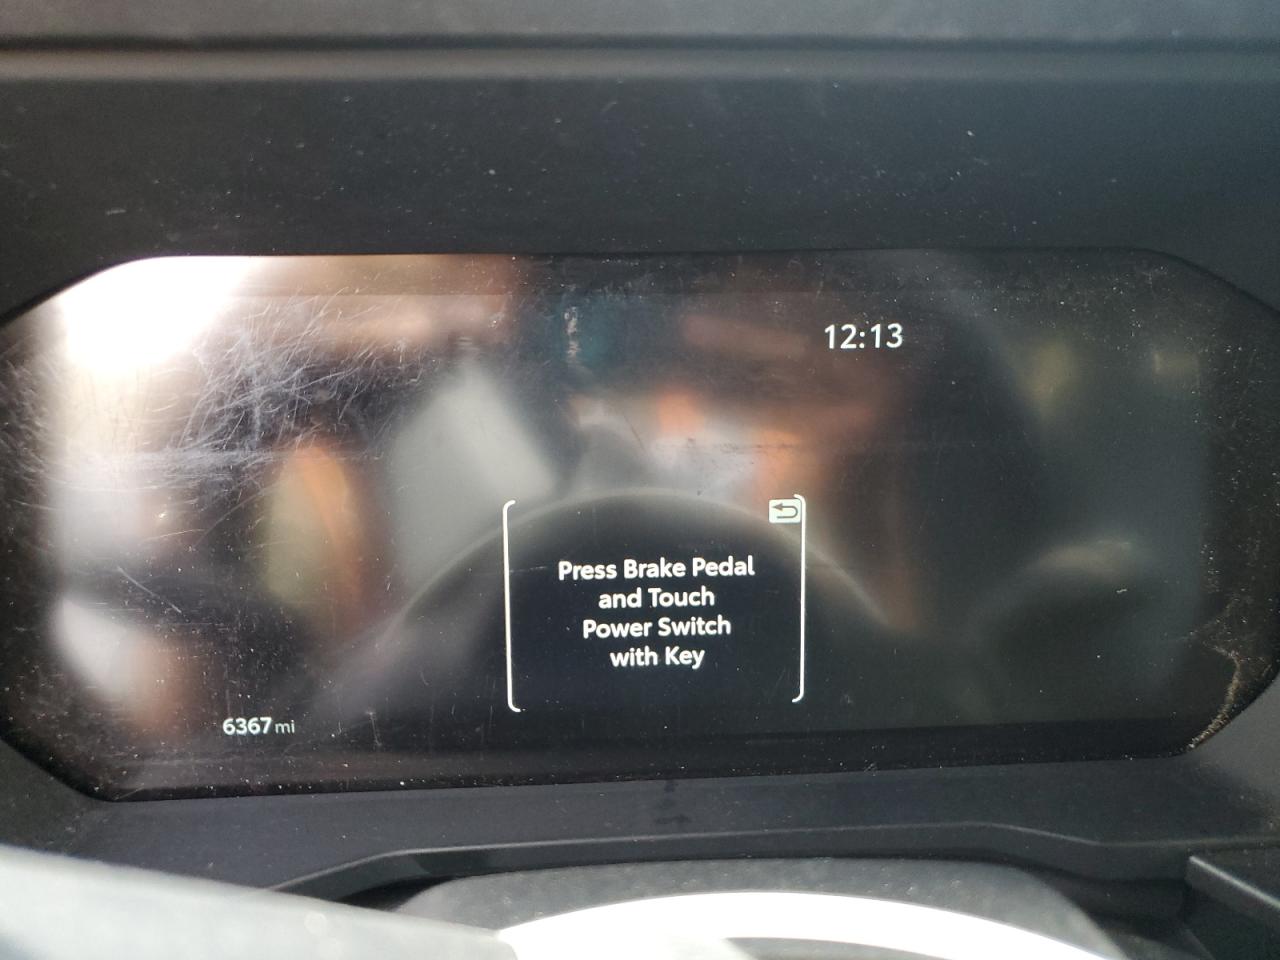 12:13
Press Brake Pedal
and Touch
Power Switch
with Key
6367 mi